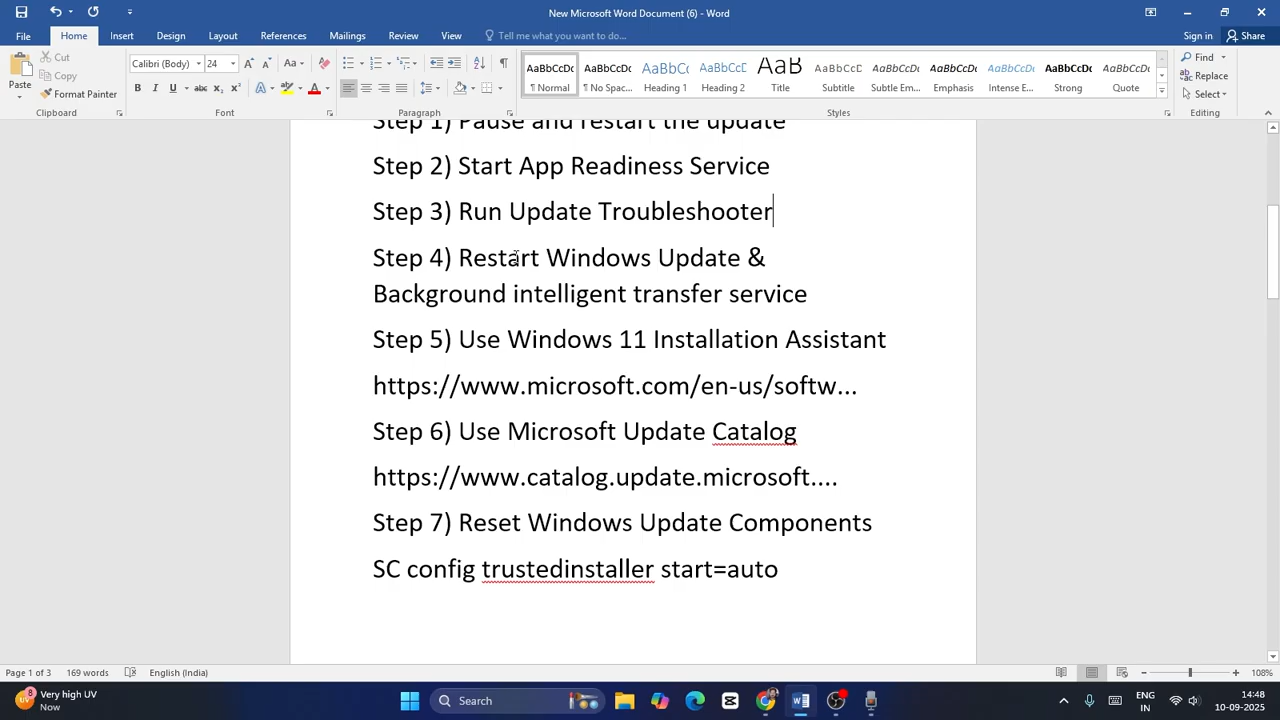 New Microsoft Word Document (6) - Word
Sign in Share
File Home Insert Design Layout References Mailings Review View Tell me what you want to do...
Paste Cut Copy Format Painter Clipboard
Calibri (Body) 24 Font
Paragraph
AaBbCcDc ¶ Normal
AaBbCcDc ¶ No Spac...
AaBbCc Heading 1
AaBbCcD Heading 2
AaB Title
AaBbCcD Subtitle
AaBbCcDc Subtle Em...
AaBbCcDc Emphasis
AaBbCcDc Intense E...
AaBbCcDc Strong
AaBbCcDc Quote
Styles
Find Replace Select Editing
Step 1) Pause and restart the update
Step 2) Start App Readiness Service
Step 3) Run Update Troubleshooter
Step 4) Restart Windows Update &
Background intelligent transfer service
Step 5) Use Windows 11 Installation Assistant
https://www.microsoft.com/en-us/softw...
Step 6) Use Microsoft Update Catalog
https://www.catalog.update.microsoft....
Step 7) Reset Windows Update Components
SC config trustedinstaller start=auto
Page 1 of 3 169 words English (India) 108%
8 Very high UV Now
Search
ENG IN
14:48 10-09-2025